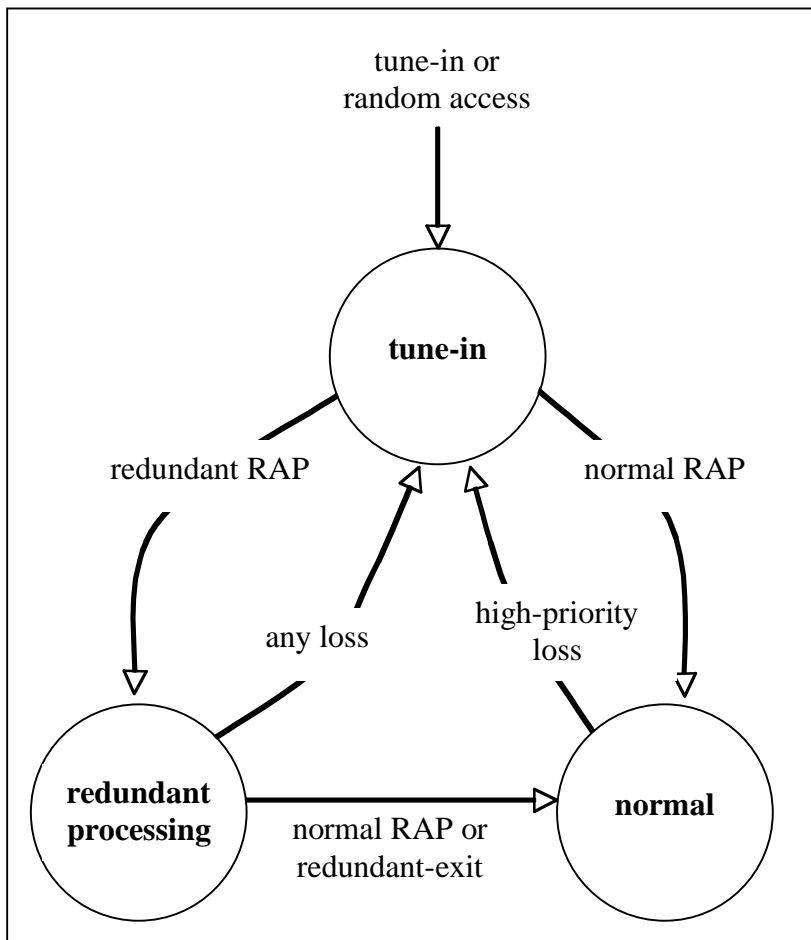 tune-in or
random access
tune-in
redundant RAP
normal RAP
any loss
high-priority
loss
redundant
processing
normal RAP or
redundant-exit
normal